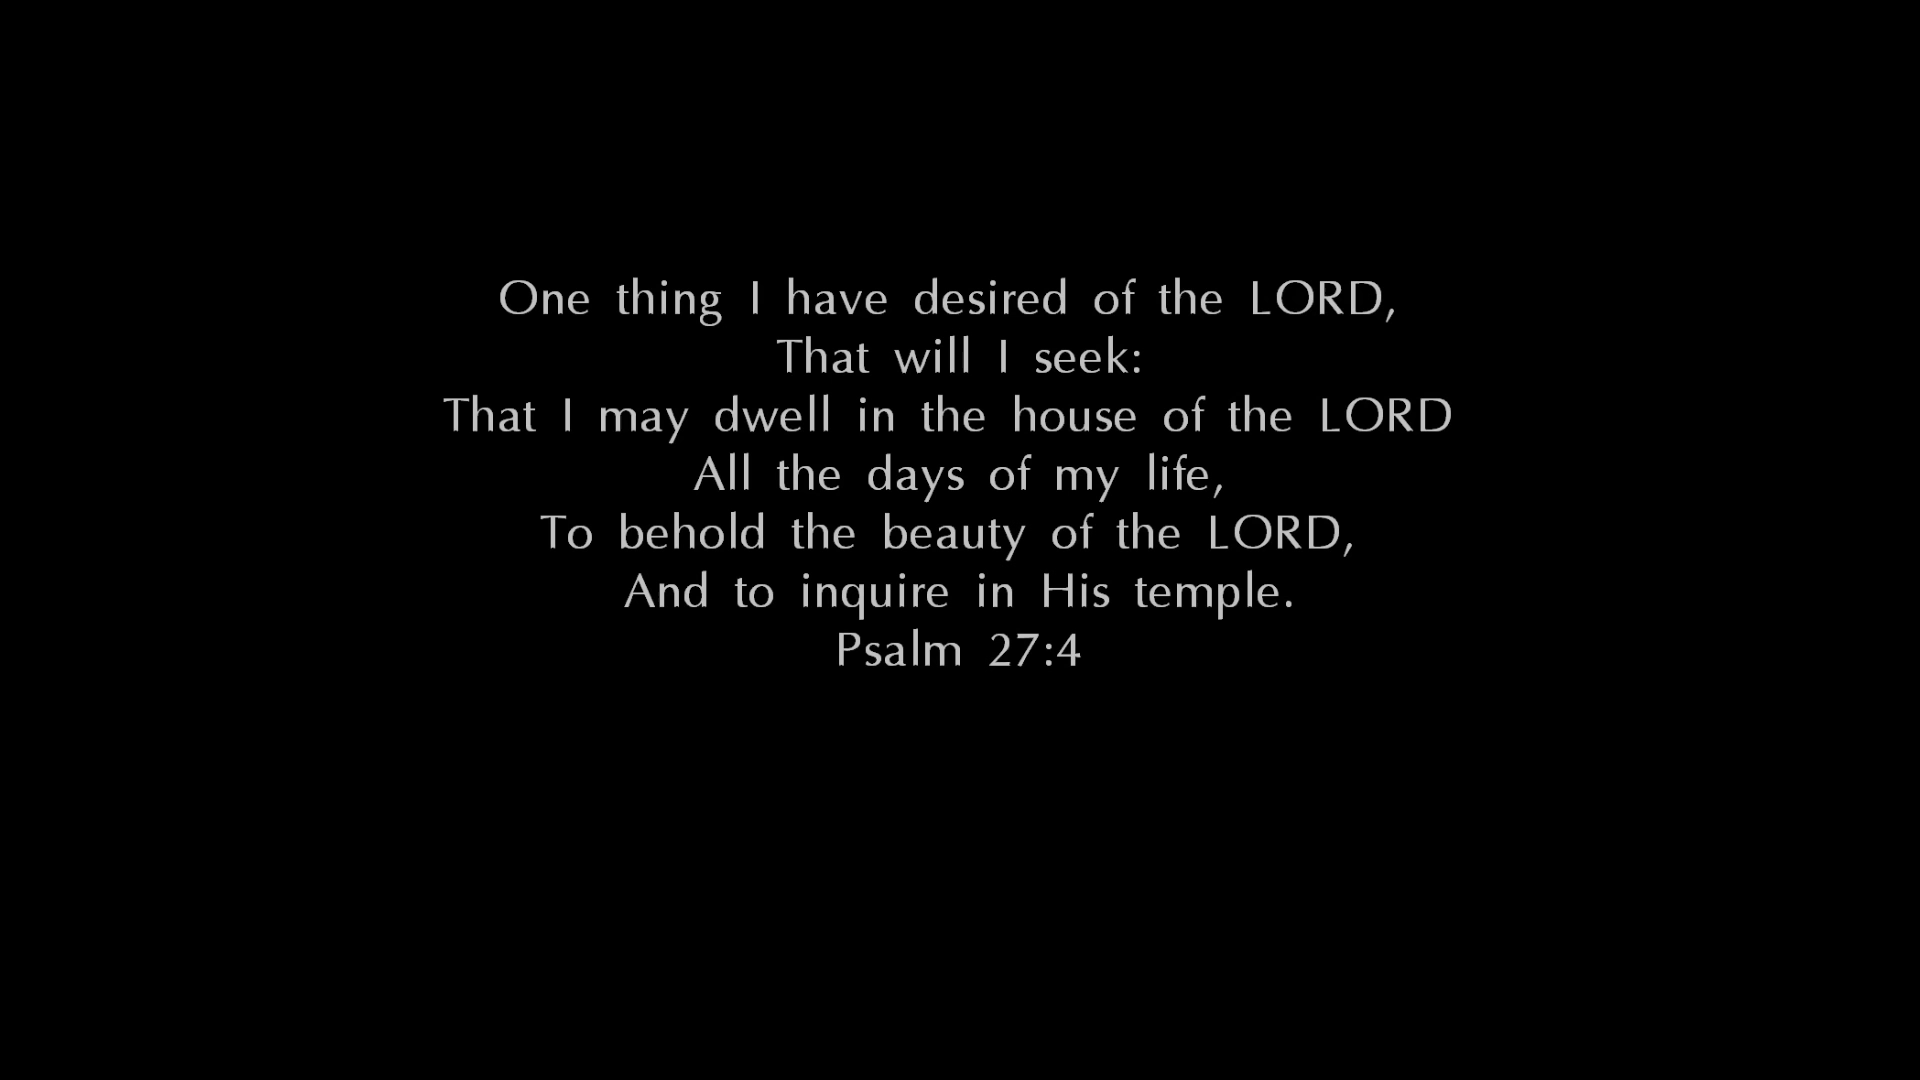 One thing I have desired of the LORD,
That will I seek:
That I may dwell in the house of the LORD
All the days of my life,
To behold the beauty of the LORD,
And to inquire in His temple.
Psalm 27:4